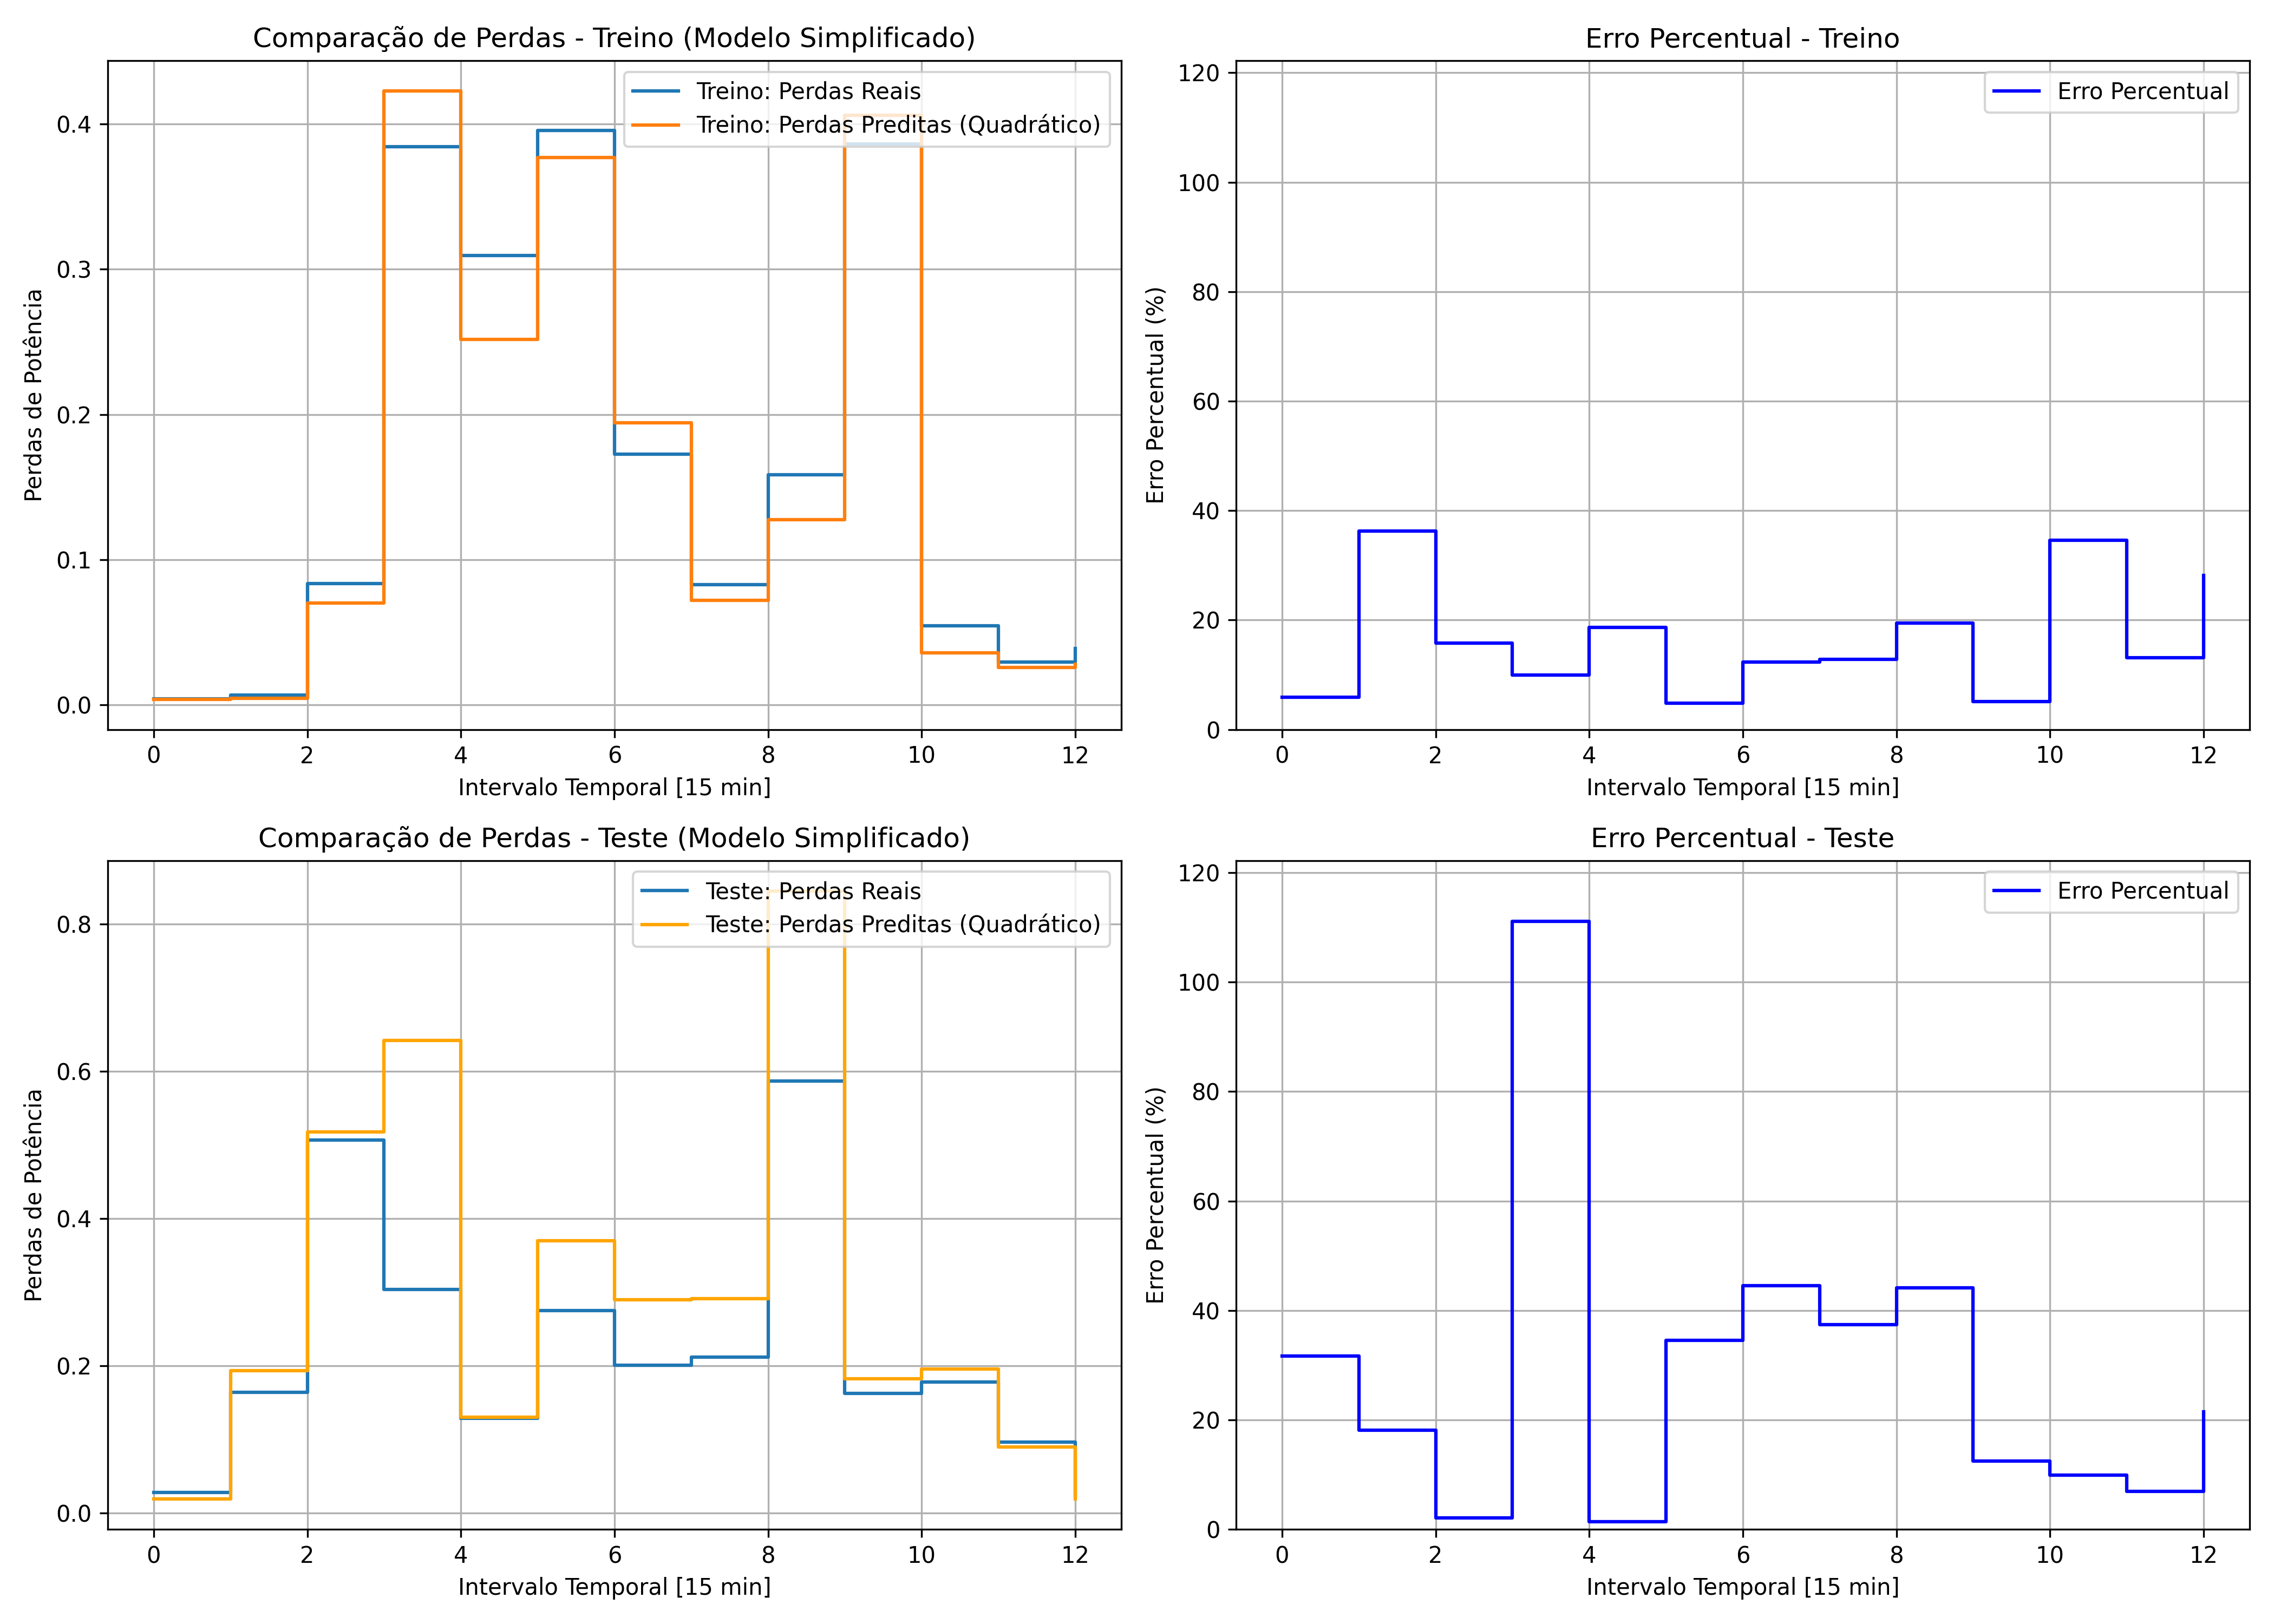 Comparação de Perdas - Treino (Modelo Simplificado)
Treino: Perdas Reais
Treino: Perdas Preditas (Quadrático)
Perdas de Potência
0.4
0.3
0.2
0.1
0.0
0 2 4 6 8 10 12
Intervalo Temporal [15 min]
Erro Percentual - Treino
Erro Percentual
Erro Percentual (%)
120
100
80
60
40
20
0
0 2 4 6 8 10 12
Intervalo Temporal [15 min]
Comparação de Perdas - Teste (Modelo Simplificado)
Teste: Perdas Reais
Teste: Perdas Preditas (Quadrático)
Perdas de Potência
0.8
0.6
0.4
0.2
0.0
0 2 4 6 8 10 12
Intervalo Temporal [15 min]
Erro Percentual - Teste
Erro Percentual
Erro Percentual (%)
120
100
80
60
40
20
0
0 2 4 6 8 10 12
Intervalo Temporal [15 min]